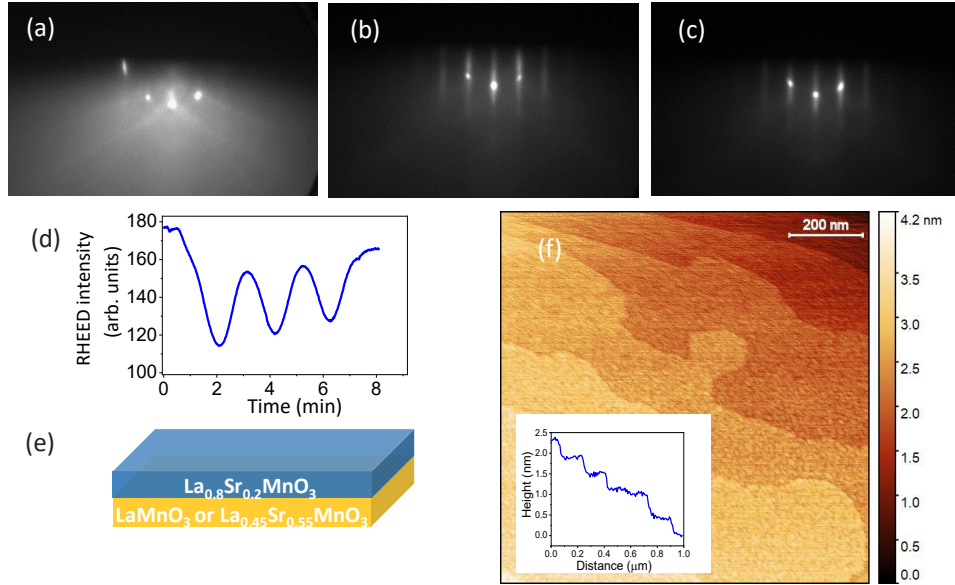 (a)
(b)
(c)
(d)
RHEED intensity
(arb. units)
180
160
140
120
100
0
2
4
6
8
Time (min)
(e)
La0.8Sr0.2MnO3
LaMnO3 or La0.45Sr0.55MnO3
(f)
200 nm
4.2 nm
3.5
3.0
2.5
2.0
1.5
1.0
0.5
0.0
Height (nm)
2.5
2.0
1.5
1.0
0.5
0.0
0.0
0.2
0.4
0.6
0.8
1.0
Distance (μm)